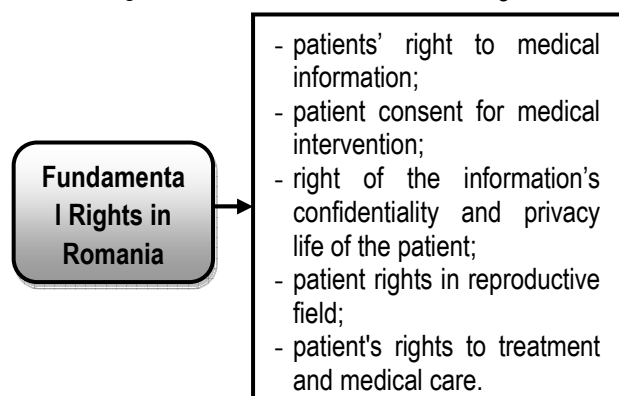 Fundamenta
l Rights in
Romania
- patients' right to medical
information;
- patient consent for medical
intervention;
- right of the information's
confidentiality and privacy
life of the patient;
- patient rights in reproductive
field;
- patient's rights to treatment
and medical care.